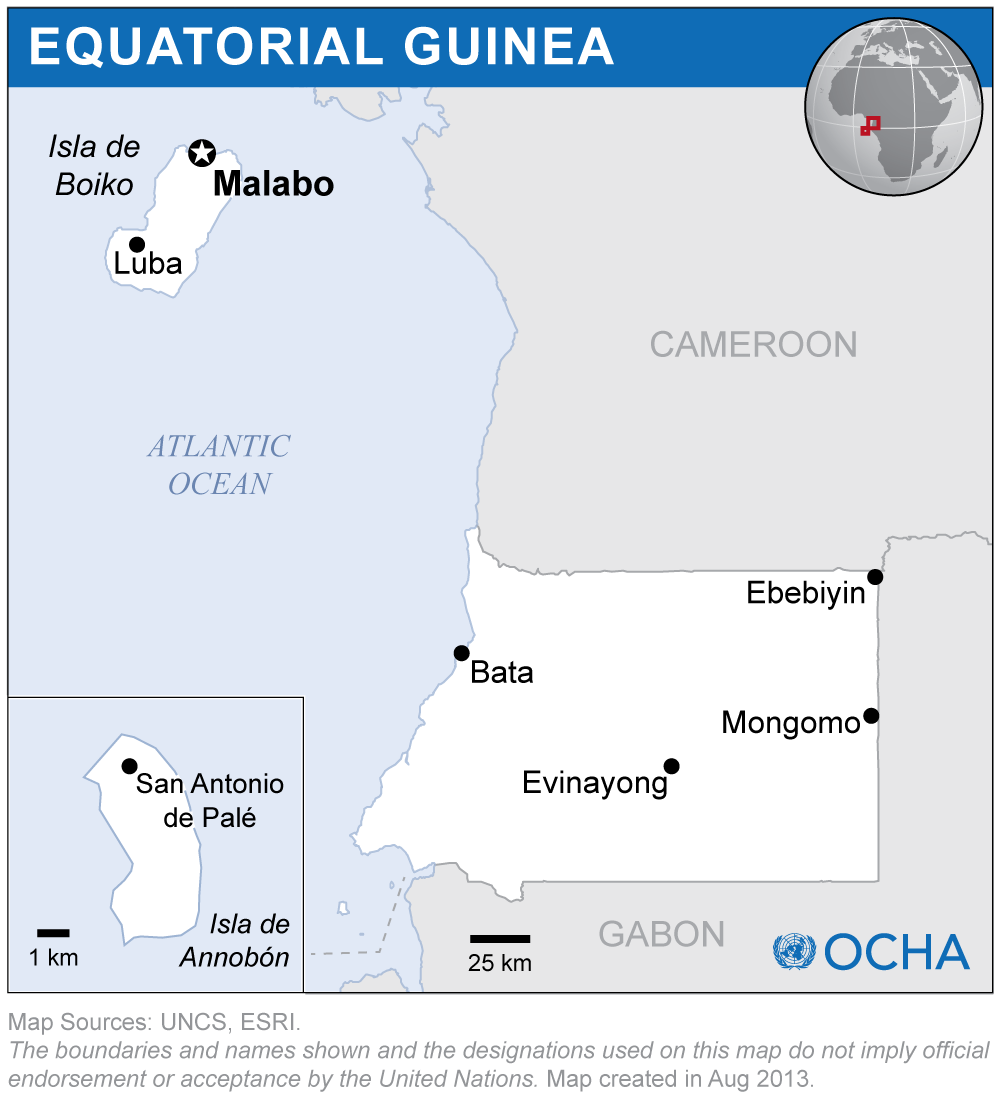 EQUATORIAL GUINEA
Isla de
Boiko
Malabo
Luba
CAMEROON
ATLANTIC
OCEAN
Ebebiyin
Bata
Mongomo
Evinayong
San Antonio
de Palé
Isla de
Annobón
1 km
25 km
GABON
OCHA
Map Sources: UNCS, ESRI.
The boundaries and names shown and the designations used on this map do not imply official
endorsement or acceptance by the United Nations. Map created in Aug 2013.